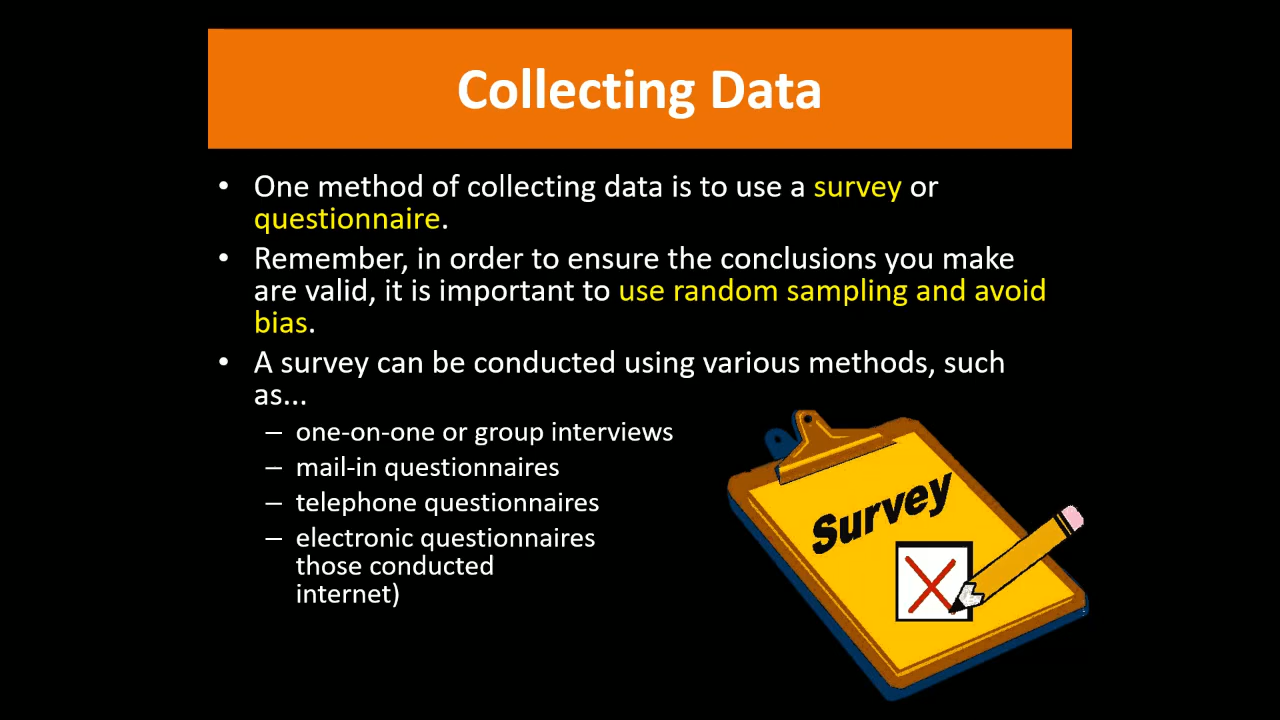 Collecting Data
• One method of collecting data is to use a survey or
questionnaire.
• Remember, in order to ensure the conclusions you make
are valid, it is important to use random sampling and avoid
bias.
• A survey can be conducted using various methods, such
as...
– one-on-one or group interviews
– mail-in questionnaires
– telephone questionnaires
– electronic questionnaires
those conducted
internet)
Survey